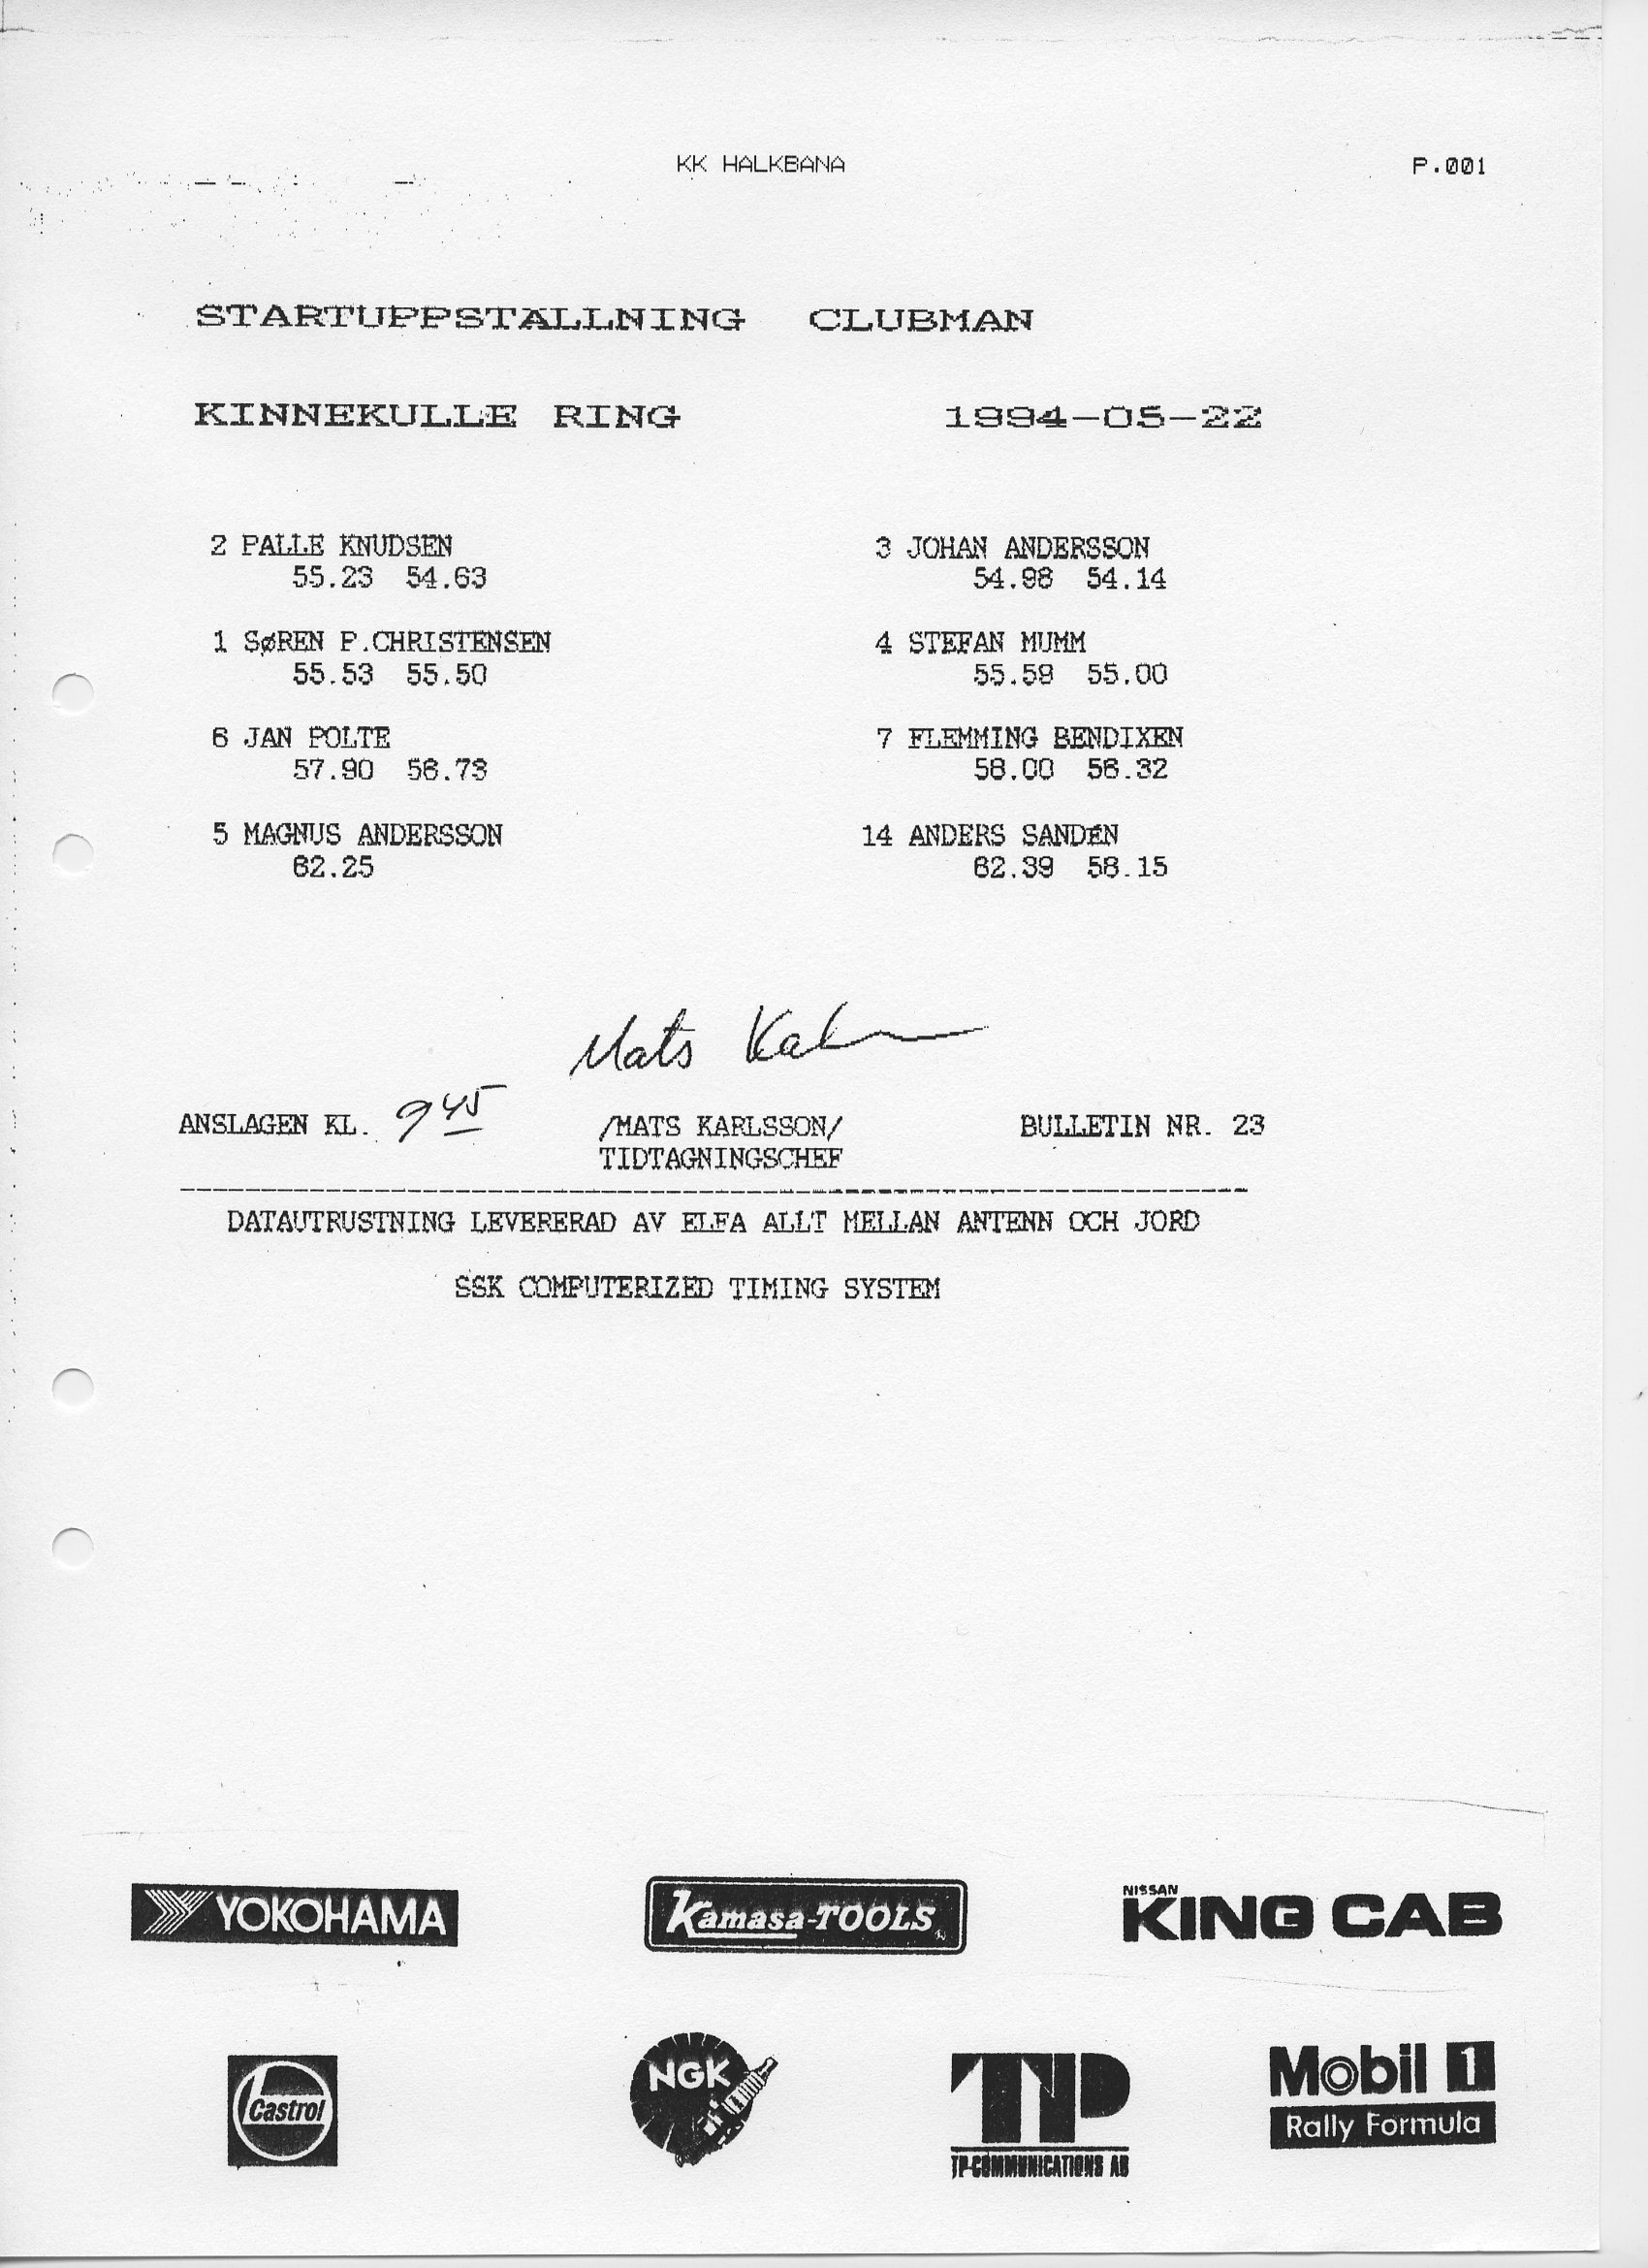 KK HALKBANA P.001
STARTUPPSTÄLLNING CLUBMAN
KINNEKULLE RING 1994-05-22
2 PALLE KNUDSEN 3 JOHAN ANDERSSON
55.23 54.63 54.98 54.14
1 SØREN P.CHRISTENSEN 4 STEFAN MUMM
55.53 55.50 55.59 55.00
6 JAN POLTE 7 FLEMMING BENDIXEN
57.90 56.73 58.00 56.32
5 MAGNUS ANDERSSON 14 ANDERS SANDÉN
62.25 62.39 58.15
Mats
ANSLAGEN KL. 9 45 /MATS KARLSSON/ BULLETIN NR. 23
TIDTAGNINGSCHEF
DATAUTRUSTNING LEVERERAD AV ELFA ALLT MELLAN ANTENN OCH JORD
SSK COMPUTERIZED TIMING SYSTEM
YOKOHAMA Kamasa-TOOLS NISSAN KING CAB
Castrol NGK TP Mobil 1
Rally Formula
TP-COMMUNICATIONS AB